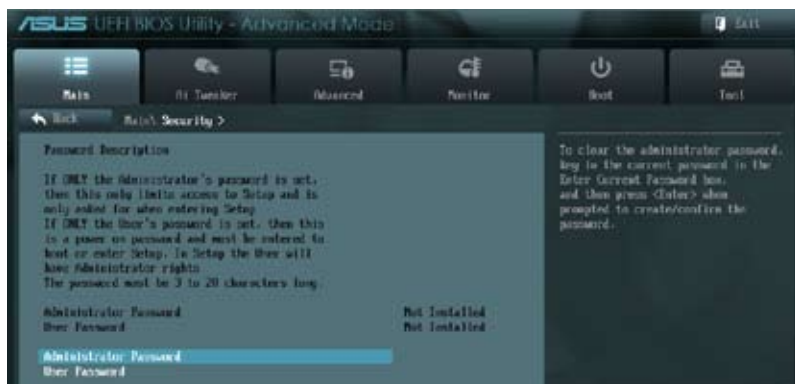 ASUS UEFI BIOS Utility - Advanced Mode
Exit
Main
Ai Tweaker
Advanced
Monitor
Boot
Tool
Back
Main\ Security >
Password Description
If ONLY the Administrator's password is set,
then this only limits access to Setup and is
only asked for when entering Setup
If ONLY the User's password is set, then this
is a power on password and must be entered to
boot or enter Setup. In Setup the User will
have Administrator rights
The password must be 3 to 20 characters long.
Administrator Password Not Installed
User Password Not Installed
Administrator Password
User Password
To clear the administrator password,
key in the current password in the
Enter Current Password box,
and then press <Enter> when
prompted to create/confirm the
password.